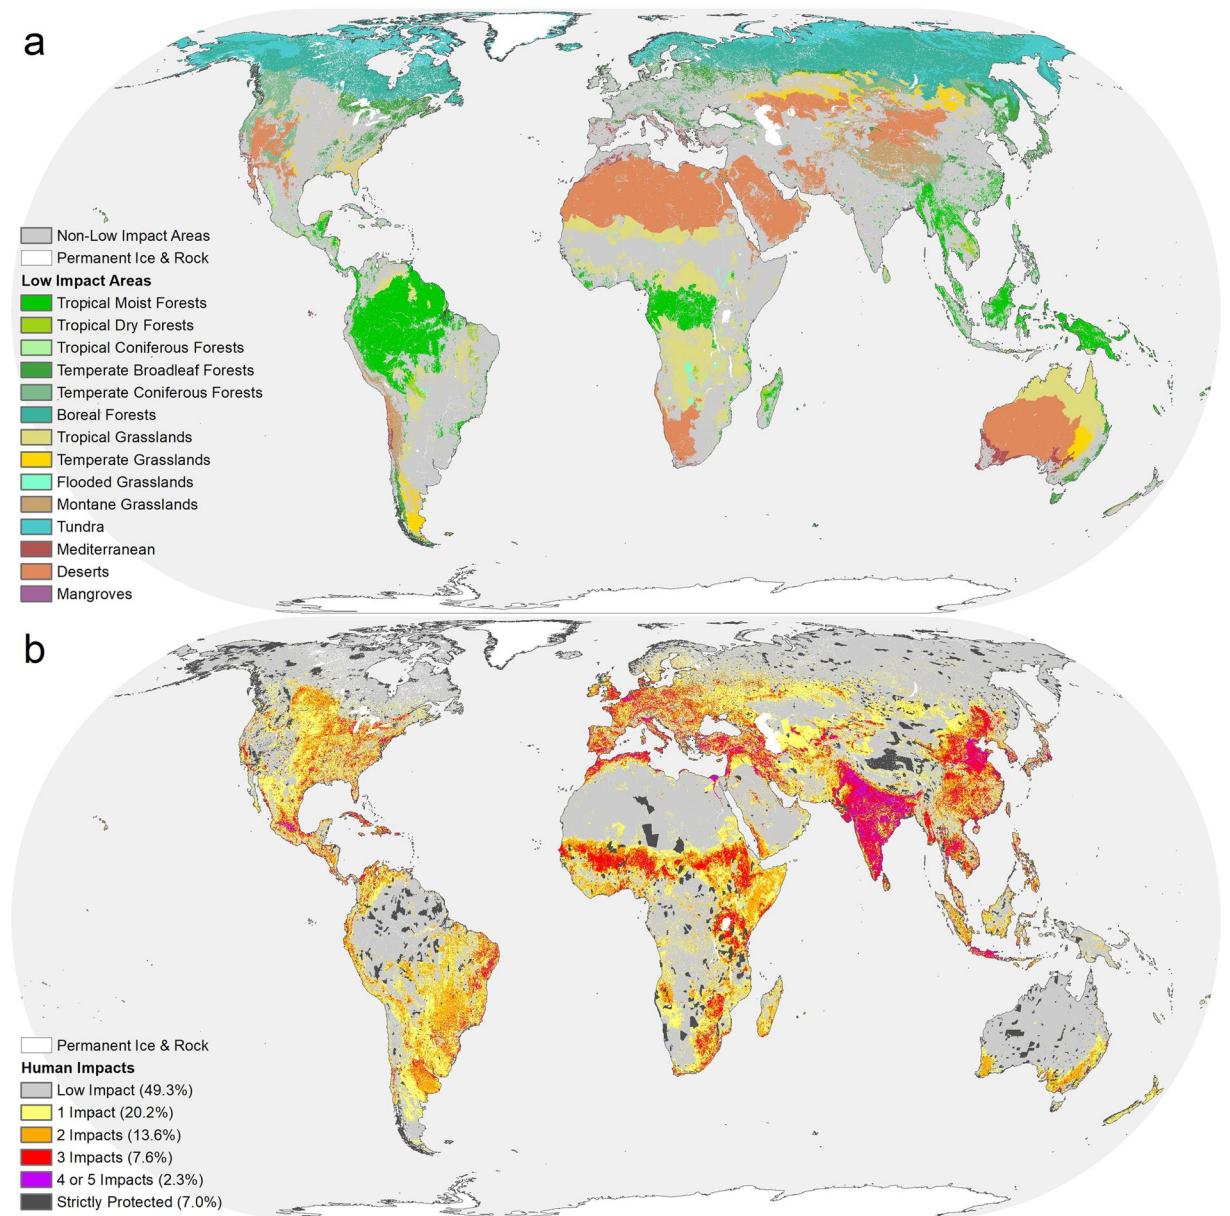 a
Non-Low Impact Areas
Permanent Ice & Rock
Low Impact Areas
Tropical Moist Forests
Tropical Dry Forests
Tropical Coniferous Forests
Temperate Broadleaf Forests
Temperate Coniferous Forests
Boreal Forests
Tropical Grasslands
Temperate Grasslands
Flooded Grasslands
Montane Grasslands
Tundra
Mediterranean
Deserts
Mangroves
b
Permanent Ice & Rock
Human Impacts
Low Impact (49.3%)
1 Impact (20.2%)
2 Impacts (13.6%)
3 Impacts (7.6%)
4 or 5 Impacts (2.3%)
Strictly Protected (7.0%)